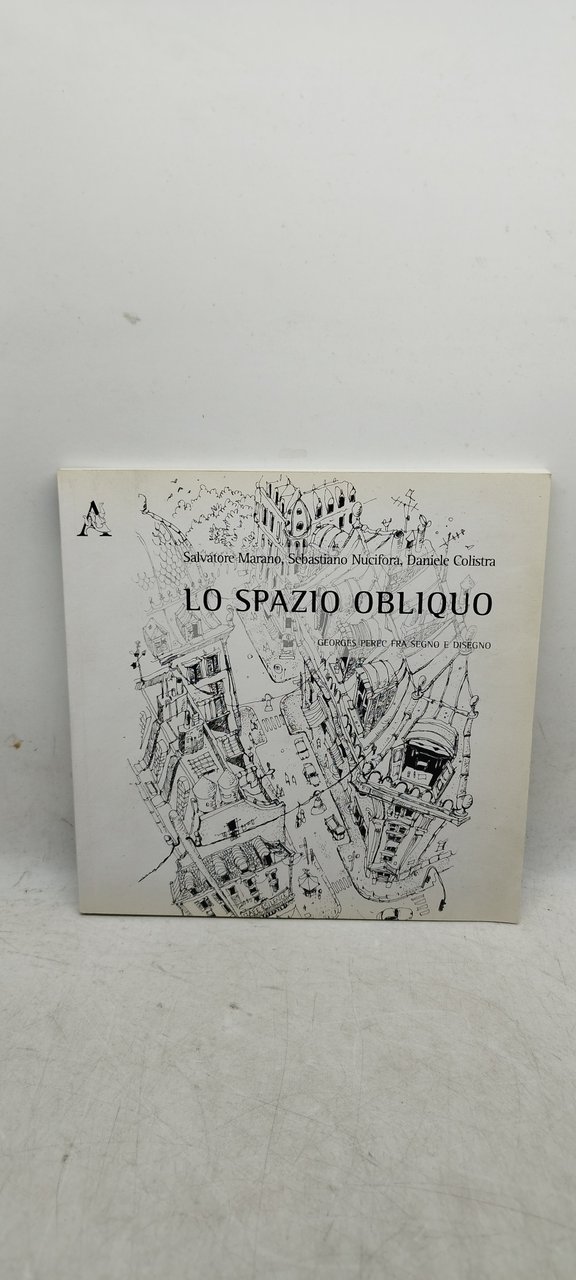 A
Salvatore Marano, Sebastiano Nucifora, Daniele Colistra
LO SPAZIO OBLIQUO
GEORGES PEREC FRA SEGNO E DISEGNO